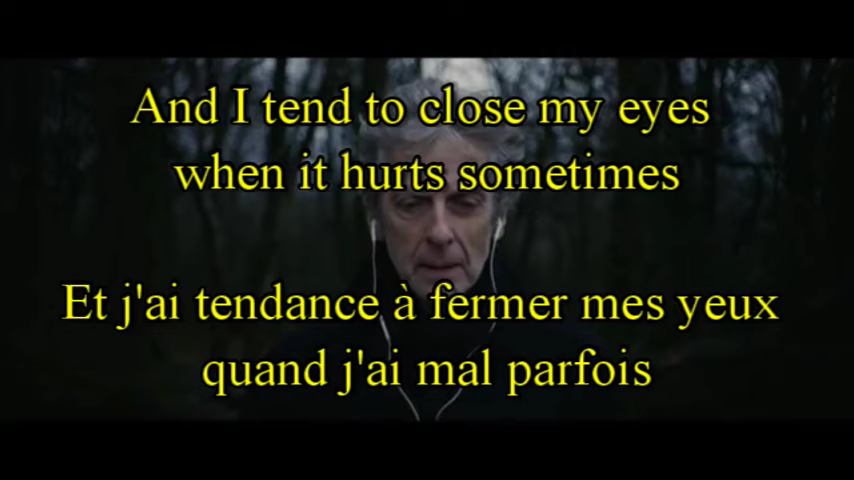 And I tend to close my eyes
when it hurts sometimes
Et j'ai tendance à fermer mes yeux
quand j'ai mal parfois